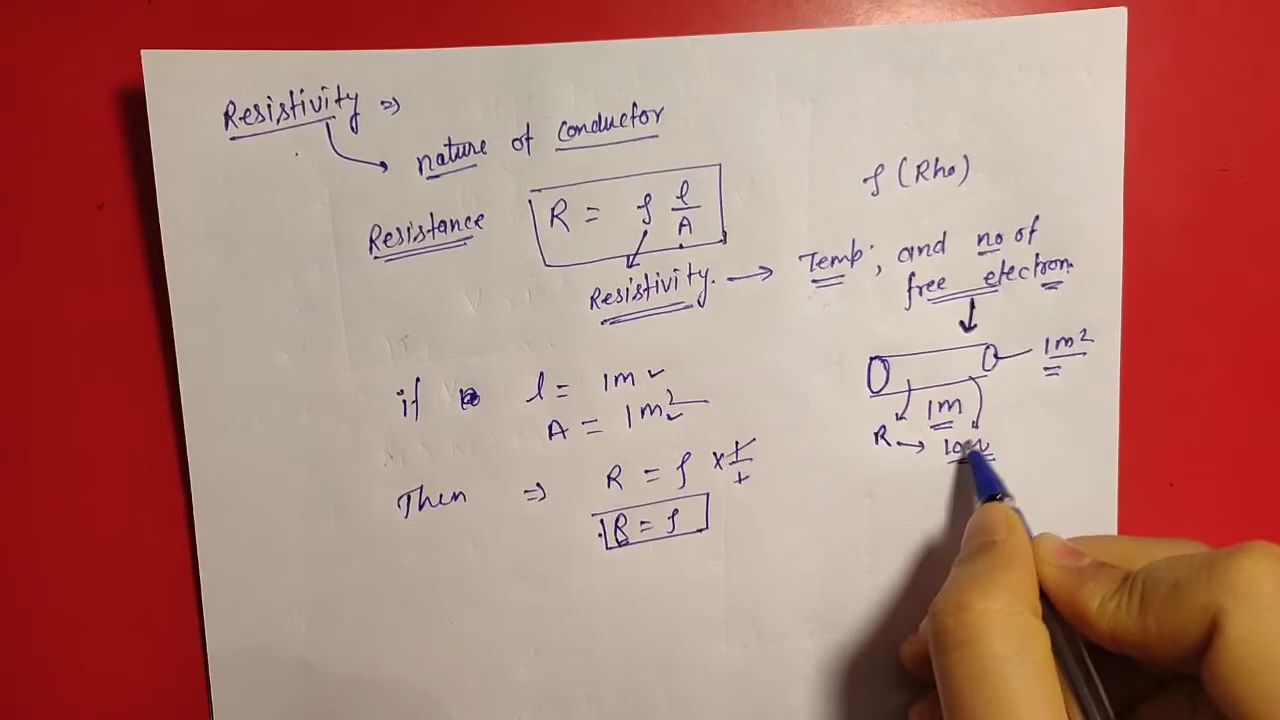 Resistivity ⇒
nature of conductor
Resistance R = ρ l/A
ρ (Rho)
Resistivity. → Temp:, and no of
free electron.
1m²
1m
R →
if l = 1m ✓
A = 1m² ✓
Then ⇒ R = ρ × 1/1
R = ρ